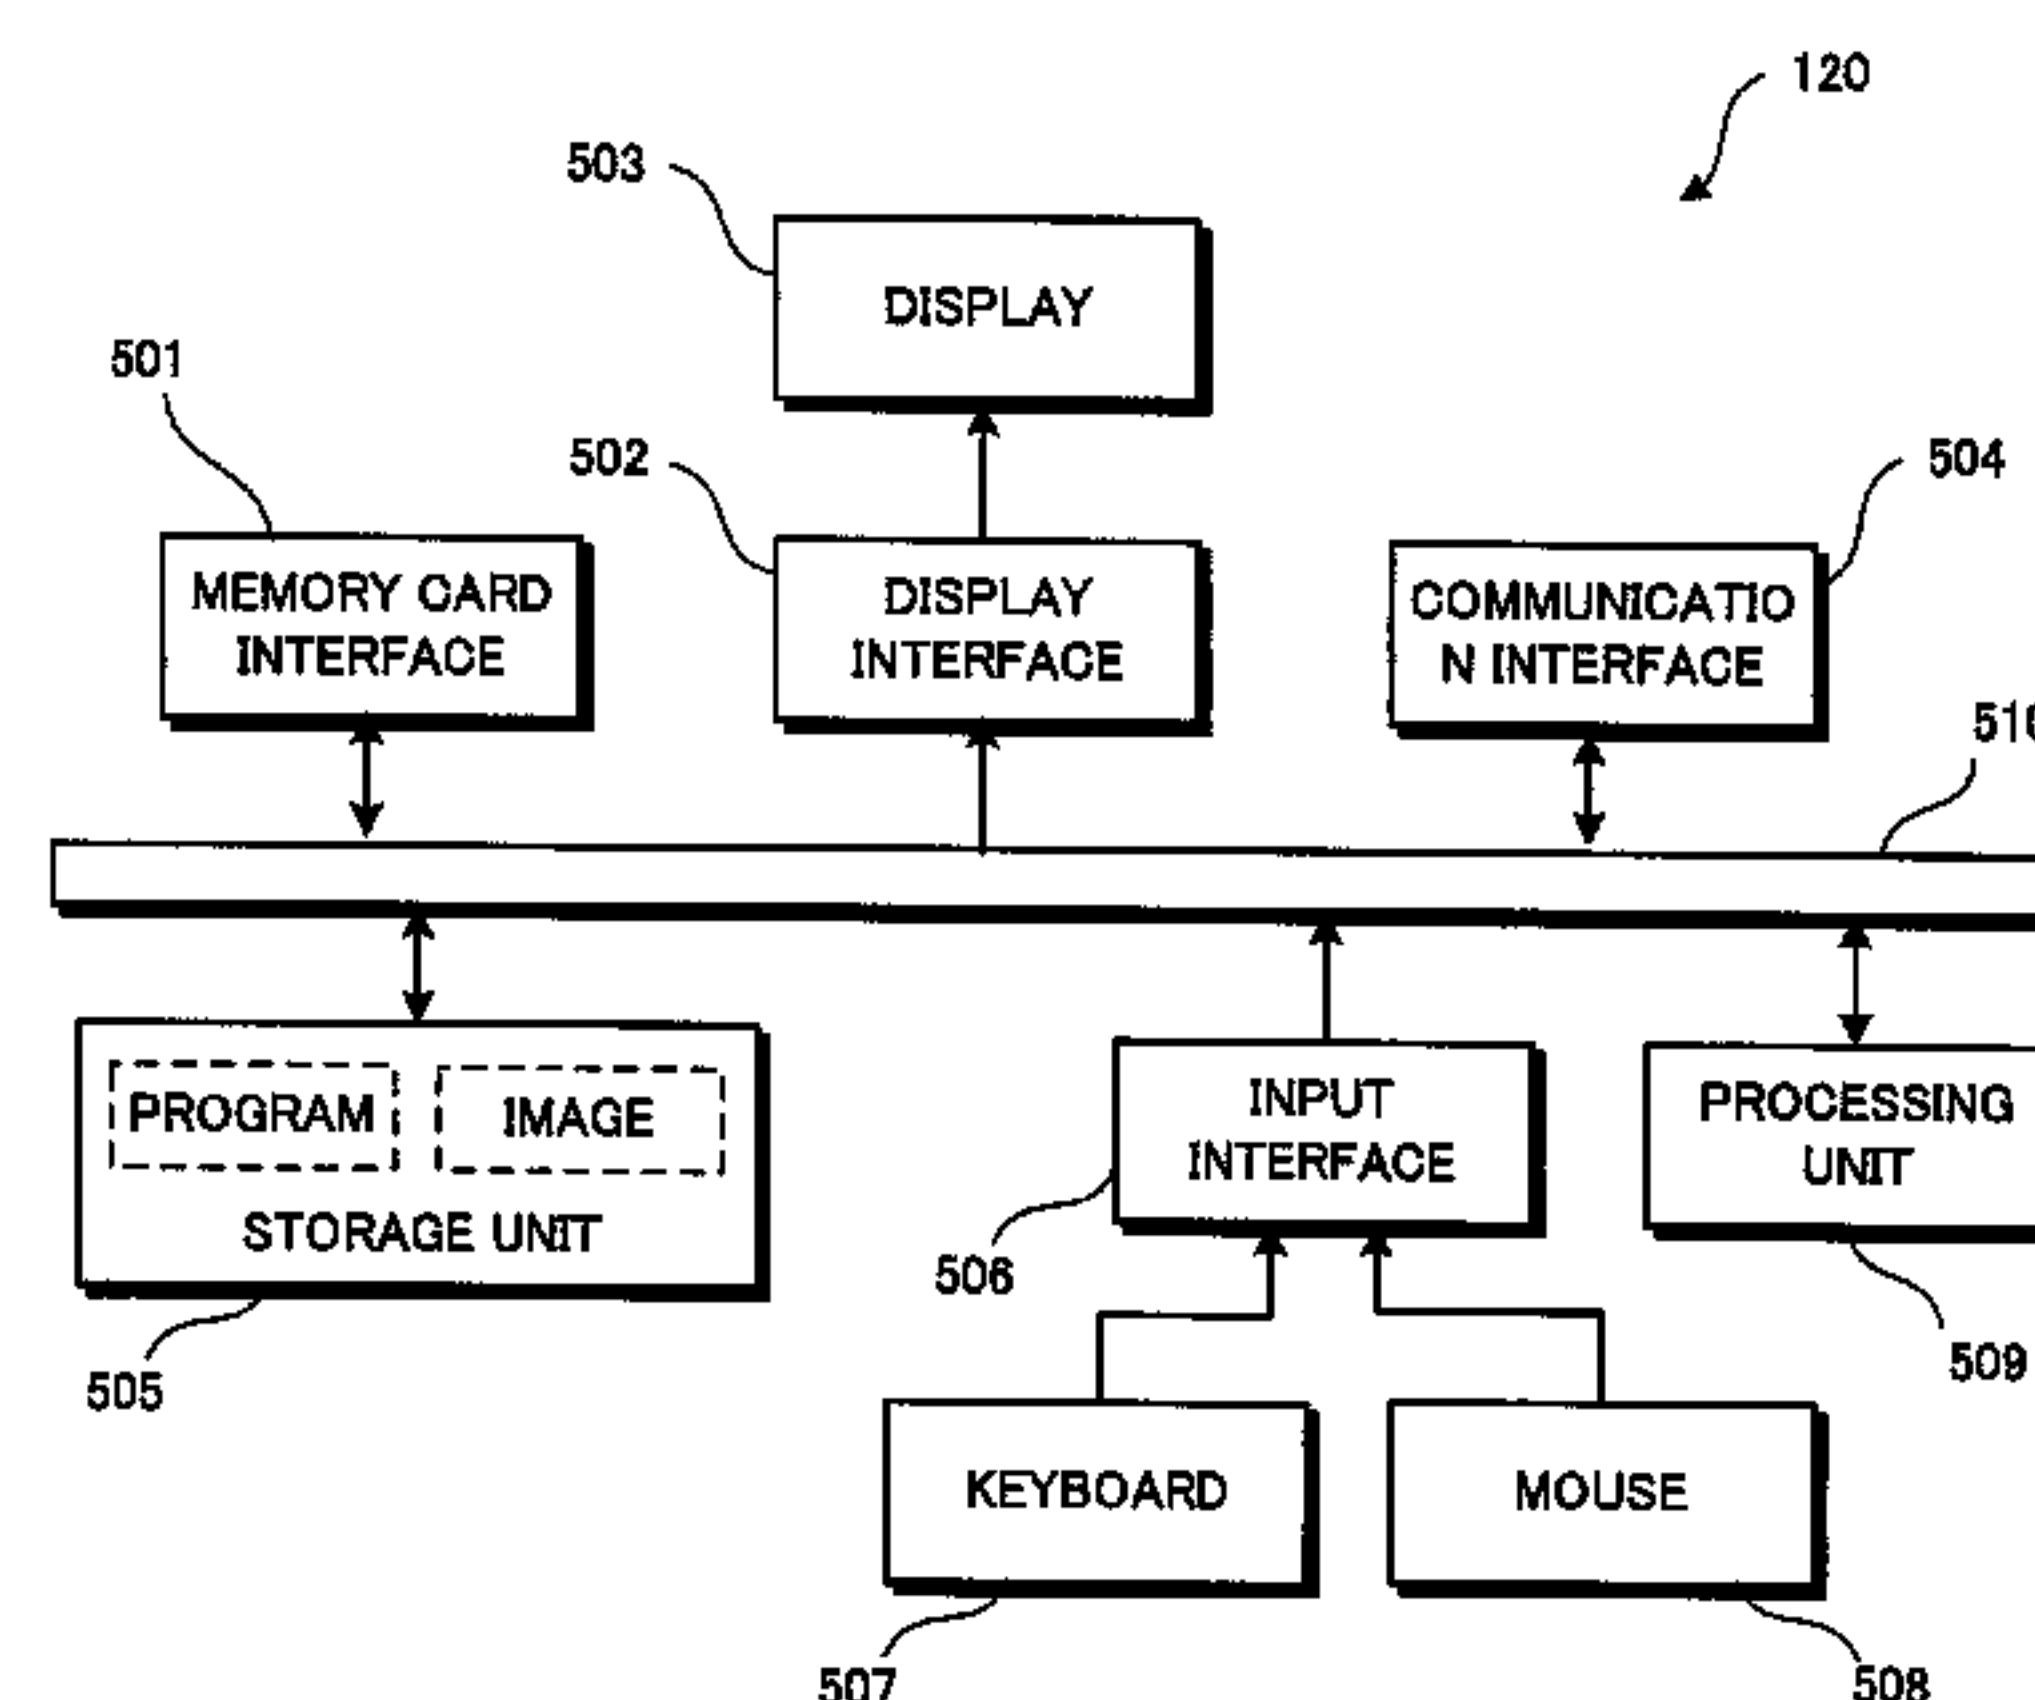 120
503
DISPLAY
501
502
504
MEMORY CARD
INTERFACE
DISPLAY
INTERFACE
COMMUNICATIO
N INTERFACE
510
PROGRAM
IMAGE
STORAGE UNIT
INPUT
INTERFACE
PROCESSING
UNIT
506
505
509
KEYBOARD
MOUSE
507
508